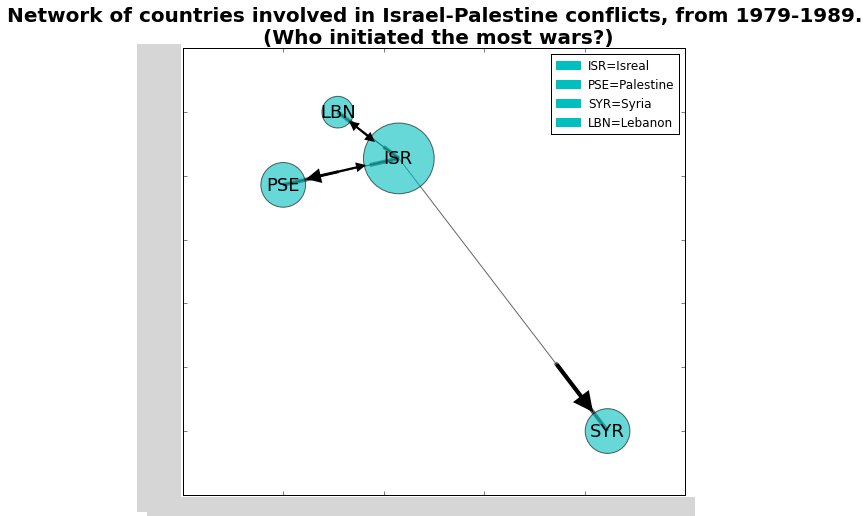 Network of countries involved in Israel-Palestine conflicts, from 1979-1989.
(Who initiated the most wars?)
ISR=Isreal
PSE=Palestine
SYR=Syria
LBN=Lebanon
LBN
ISR
PSE
SYR